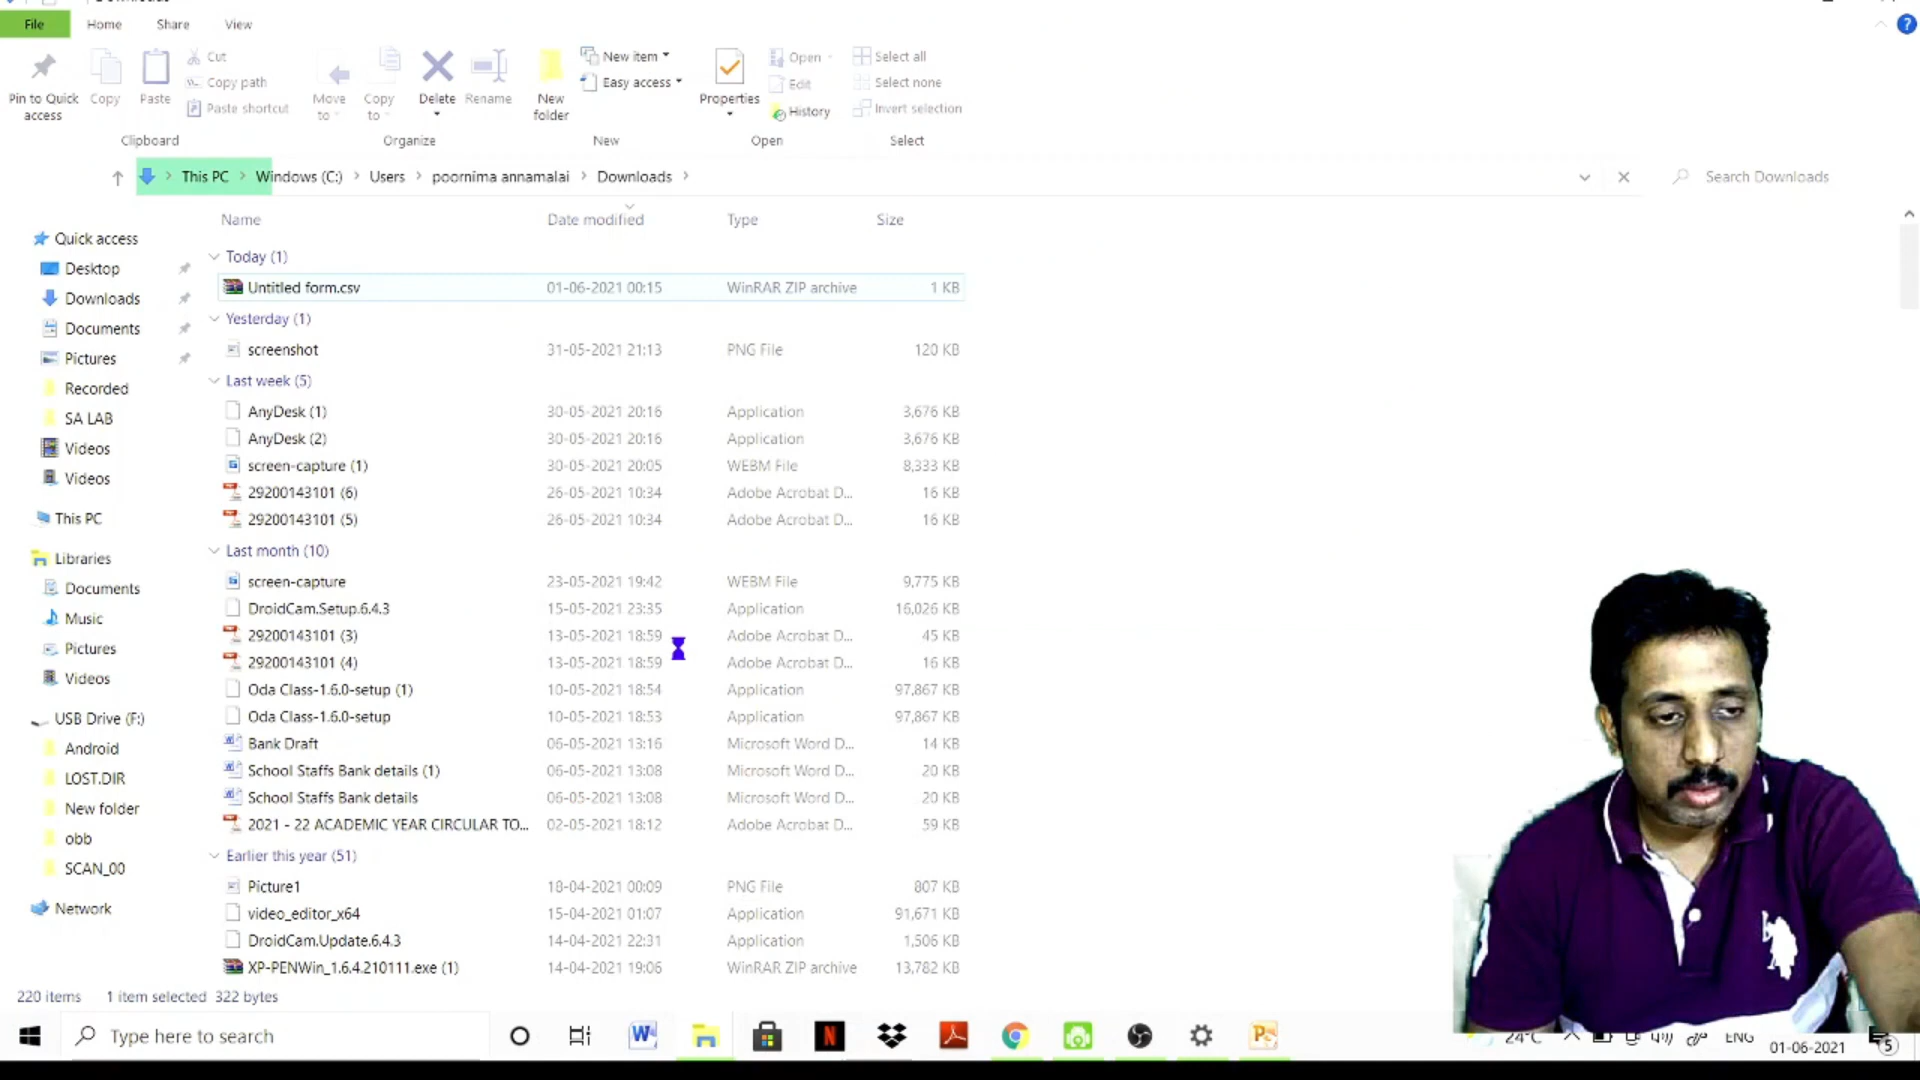 File Home Share View
Pin to Quick access
Copy
Paste
Cut
Copy path
Paste shortcut
Clipboard
Move to
Copy to
Delete
Rename
Organize
New folder
New item
Easy access
New
Properties
Open
Edit
History
Open
Select all
Select none
Invert selection
Select
This PC > Windows (C:) > Users > poornima annamalai > Downloads >
Search Downloads
Name Date modified Type Size
Quick access
Desktop
Downloads
Documents
Pictures
Recorded
SA LAB
Videos
Videos
This PC
Libraries
Documents
Music
Pictures
Videos
USB Drive (F:)
Android
LOST.DIR
New folder
obb
SCAN_00
Network
Today (1)
Untitled form.csv 01-06-2021 00:15 WinRAR ZIP archive 1 KB
Yesterday (1)
screenshot 31-05-2021 21:13 PNG File 120 KB
Last week (5)
AnyDesk (1) 30-05-2021 20:16 Application 3,676 KB
AnyDesk (2) 30-05-2021 20:16 Application 3,676 KB
screen-capture (1) 30-05-2021 20:05 WEBM File 8,333 KB
29200143101 (6) 26-05-2021 10:34 Adobe Acrobat D... 16 KB
29200143101 (5) 26-05-2021 10:34 Adobe Acrobat D... 16 KB
Last month (10)
screen-capture 23-05-2021 19:42 WEBM File 9,775 KB
DroidCam.Setup.6.4.3 15-05-2021 23:35 Application 16,026 KB
29200143101 (3) 13-05-2021 18:59 Adobe Acrobat D... 45 KB
29200143101 (4) 13-05-2021 18:59 Adobe Acrobat D... 16 KB
Oda Class-1.6.0-setup (1) 10-05-2021 18:54 Application 97,867 KB
Oda Class-1.6.0-setup 10-05-2021 18:53 Application 97,867 KB
Bank Draft 06-05-2021 13:16 Microsoft Word D... 14 KB
School Staffs Bank details (1) 06-05-2021 13:08 Microsoft Word D... 20 KB
School Staffs Bank details 06-05-2021 13:08 Microsoft Word D... 20 KB
2021 - 22 ACADEMIC YEAR CIRCULAR TO... 02-05-2021 18:12 Adobe Acrobat D... 59 KB
Earlier this year (51)
Picture1 18-04-2021 00:09 PNG File 807 KB
video_editor_x64 15-04-2021 01:07 Application 91,671 KB
DroidCam.Update.6.4.3 14-04-2021 22:31 Application 1,506 KB
XP-PENWin_1.6.4.210111.exe (1) 14-04-2021 19:06 WinRAR ZIP archive 13,782 KB
220 items 1 item selected 322 bytes
Type here to search
24°C ENG 01-06-2021 5